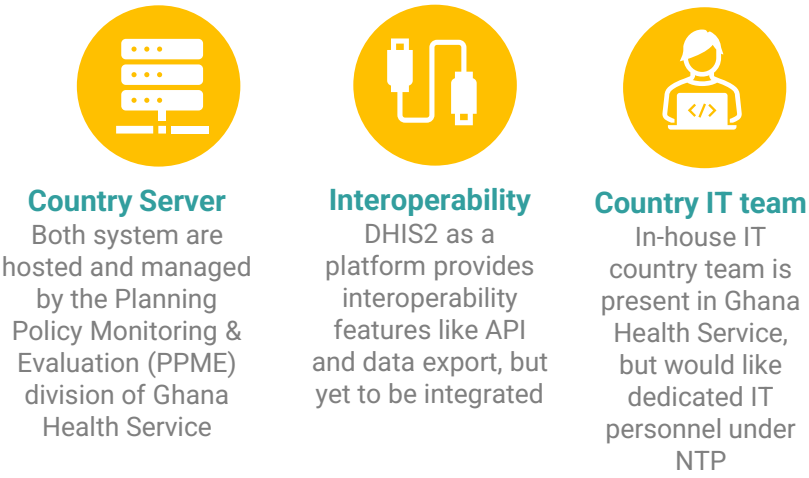 </>
Country Server
Both system are
hosted and managed
by the Planning
Policy Monitoring &
Evaluation (PPME)
division of Ghana
Health Service
Interoperability
DHIS2 as a
platform provides
interoperability
features like API
and data export, but
yet to be integrated
Country IT team
In-house IT
country team is
present in Ghana
Health Service,
but would like
dedicated IT
personnel under
NTP